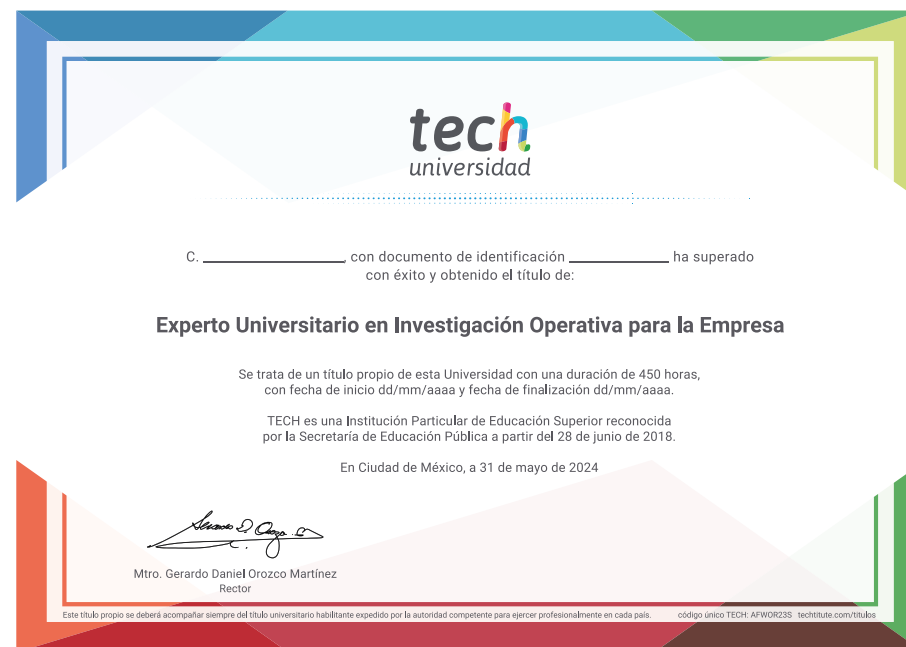 tech
universidad
C. ____________________, con documento de identificación ______________ ha superado
con éxito y obtenido el título de:
Experto Universitario en Investigación Operativa para la Empresa
Se trata de un título propio de esta Universidad con una duración de 450 horas,
con fecha de inicio dd/mm/aaaa y fecha de finalización dd/mm/aaaa.
TECH es una Institución Particular de Educación Superior reconocida
por la Secretaría de Educación Pública a partir del 28 de junio de 2018.
En Ciudad de México, a 31 de mayo de 2024
Mtro. Gerardo Daniel Orozco Martínez
Rector
Este título propio se deberá acompañar siempre del título universitario habilitante expedido por la autoridad competente para ejercer profesionalmente en cada país. código único TECH: AFWOR23S techtitute.com/titulos